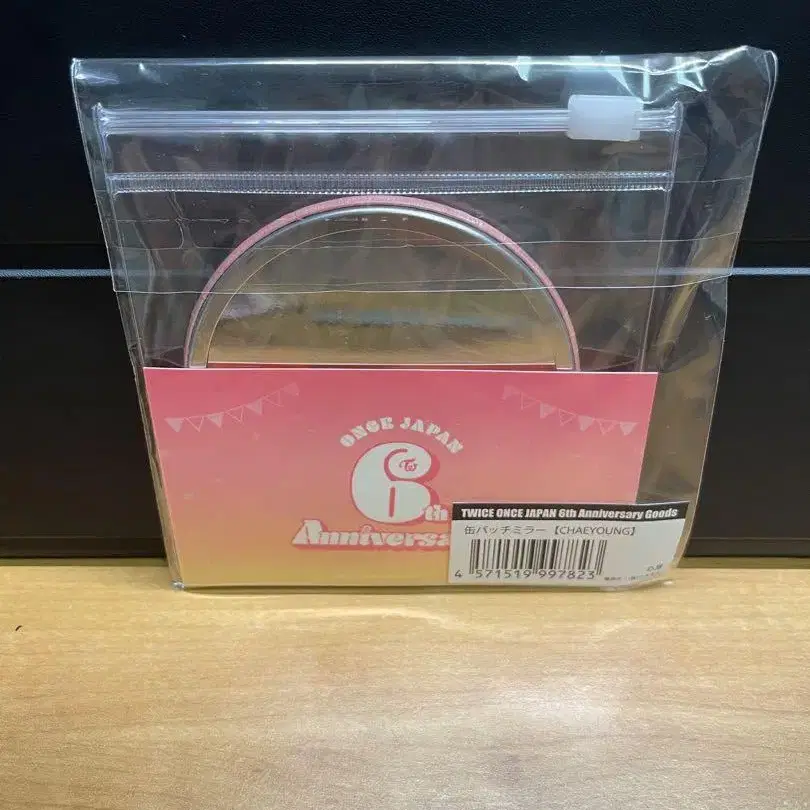 ONCE JAPAN
6th
Anniversa
TWICE ONCE JAPAN 6th Anniversary Goods
缶バッチミラー【CHAEYOUNG】
4 571519 997823